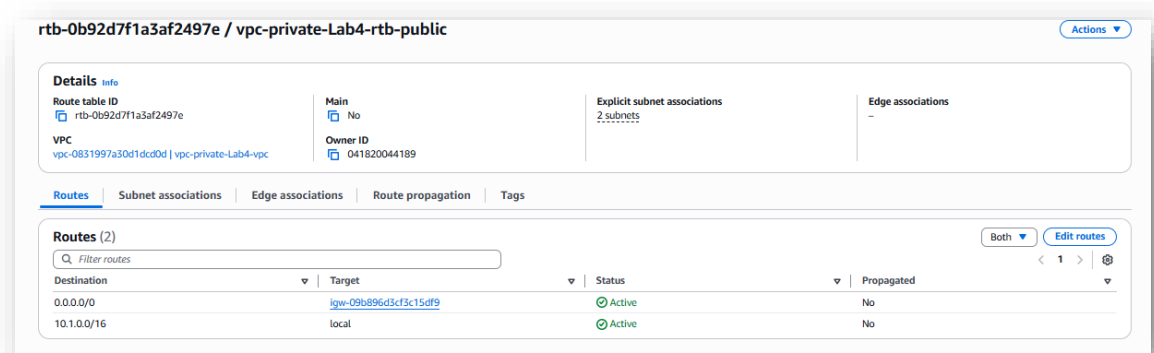 rtb-0b92d7f1a3af2497e / vpc-private-Lab4-rtb-public
Actions
Details Info
Route table ID
rtb-0b92d7f1a3af2497e
Main
No
Explicit subnet associations
2 subnets
Edge associations
–
VPC
vpc-0831997a30d1dcd0d | vpc-private-Lab4-vpc
Owner ID
041820044189
Routes
Subnet associations
Edge associations
Route propagation
Tags
Routes (2)
Both
Edit routes
Filter routes
1
Destination Target Status Propagated
0.0.0.0/0 igw-09b896d3cf3c15df9 Active No
10.1.0.0/16 local Active No